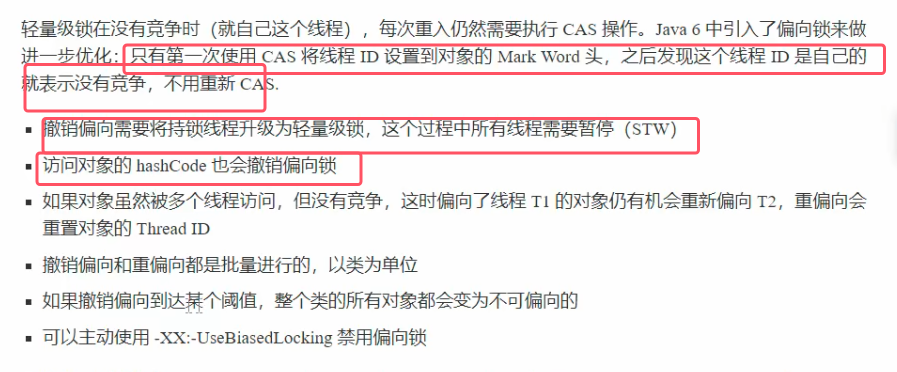 轻量级锁在没有竞争时（就自己这个线程），每次重入仍然需要执行 CAS 操作。Java 6 中引入了偏向锁来做
进一步优化：只有第一次使用 CAS 将线程 ID 设置到对象的 Mark Word 头，之后发现这个线程 ID 是自己的
就表示没有竞争，不用重新 CAS.
▪ 撤销偏向需要将持锁线程升级为轻量级锁，这个过程中所有线程需要暂停（STW）
▪ 访问对象的 hashCode 也会撤销偏向锁
▪ 如果对象虽然被多个线程访问，但没有竞争，这时偏向了线程 T1 的对象仍有机会重新偏向 T2，重偏向会
重置对象的 Thread ID
▪ 撤销偏向和重偏向都是批量进行的，以类为单位
▪ 如果撤销偏向到达某个阈值，整个类的所有对象都会变为不可偏向的
▪ 可以主动使用 -XX:-UseBiasedLocking 禁用偏向锁